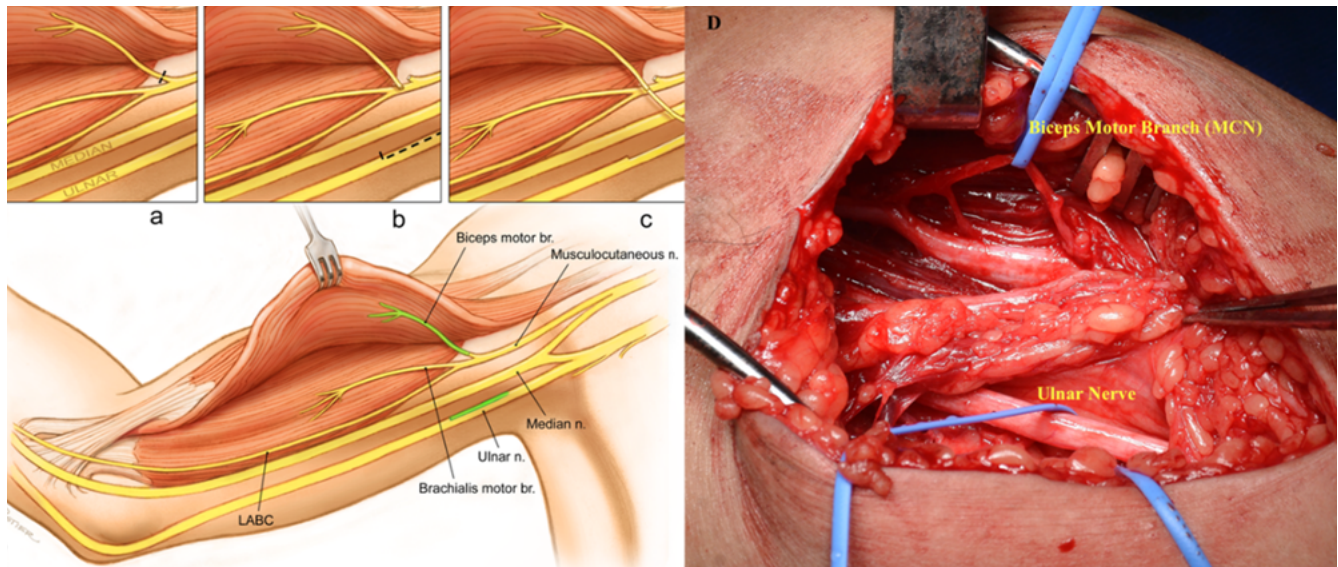 MEDIAN
ULNAR
a
b
c
Biceps motor br.
Musculocutaneous n.
Median n.
Ulnar n.
Brachialis motor br.
LABC
D
Biceps Motor Branch (MCN)
Ulnar Nerve